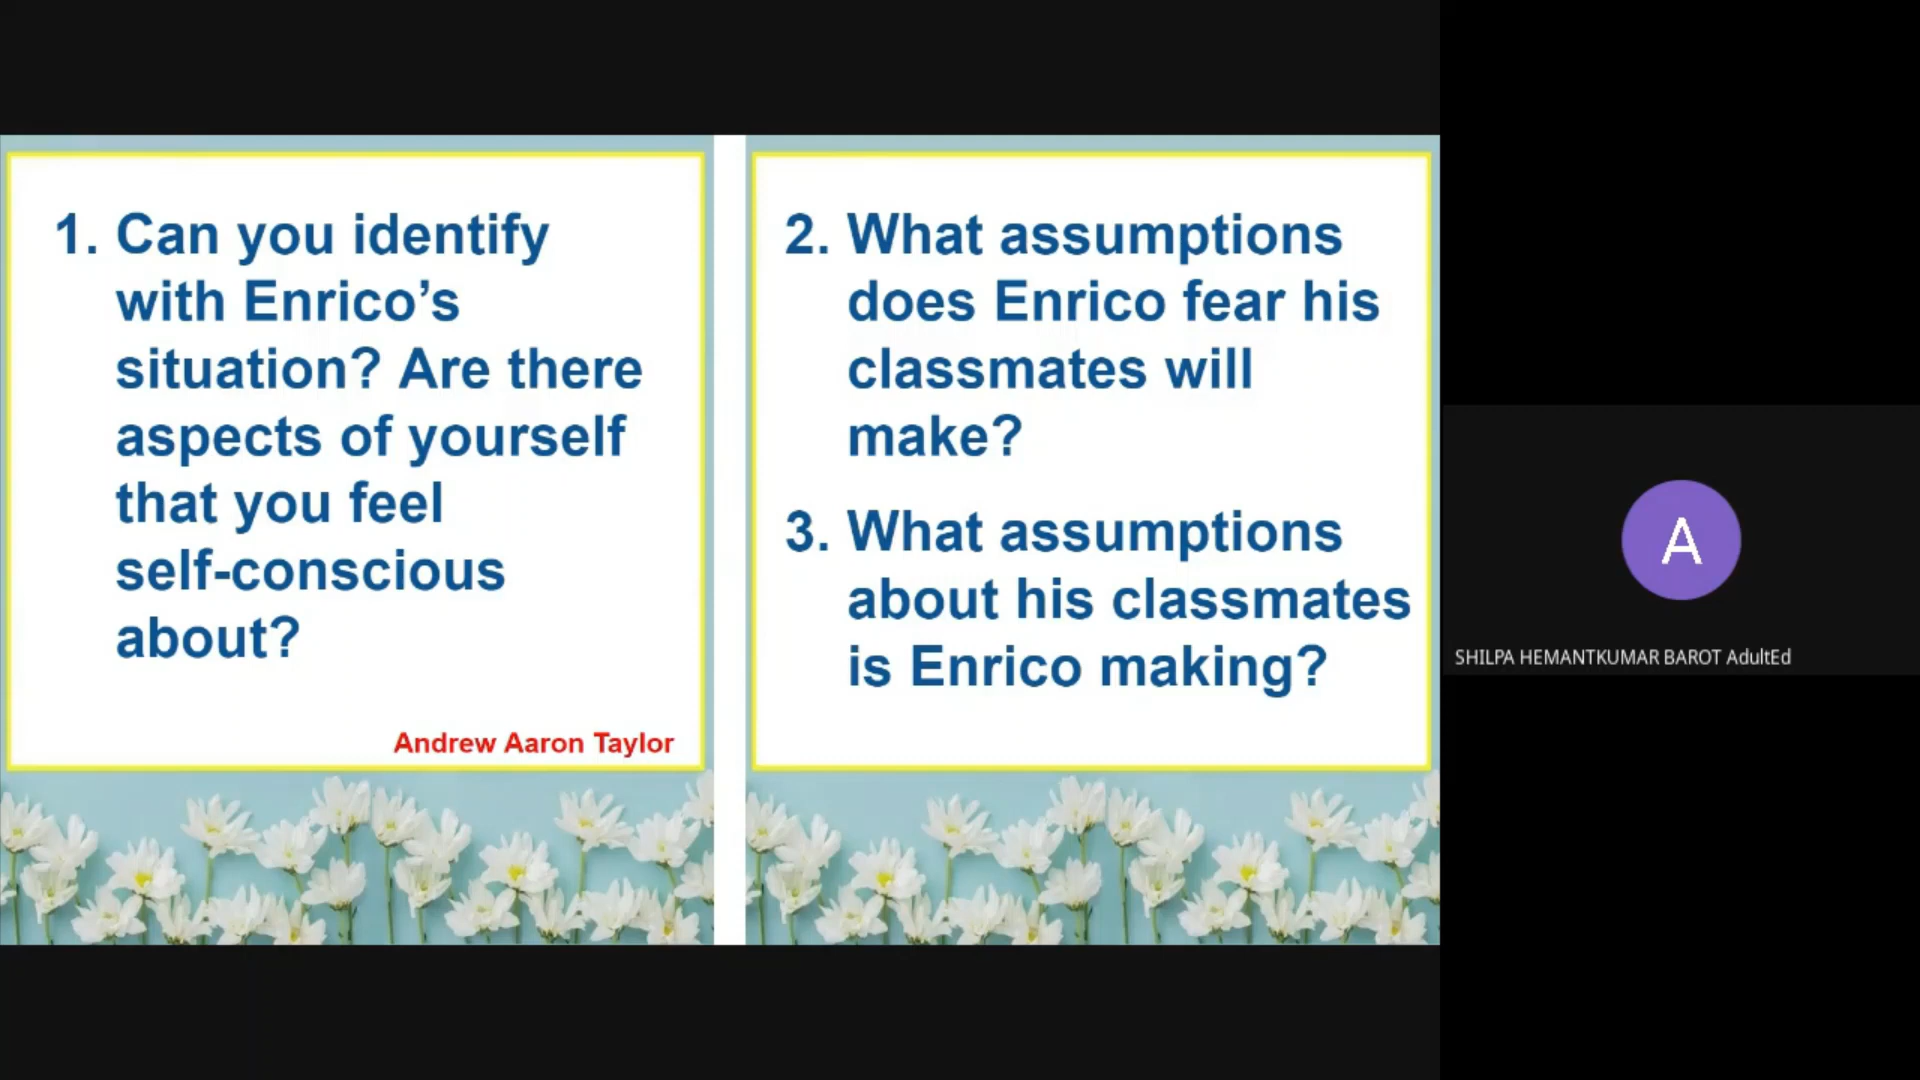 1. Can you identify
with Enrico’s
situation? Are there
aspects of yourself
that you feel
self-conscious
about?
Andrew Aaron Taylor
2. What assumptions
does Enrico fear his
classmates will
make?
3. What assumptions
about his classmates
is Enrico making?
A
SHILPA HEMANTKUMAR BAROT AdultEd